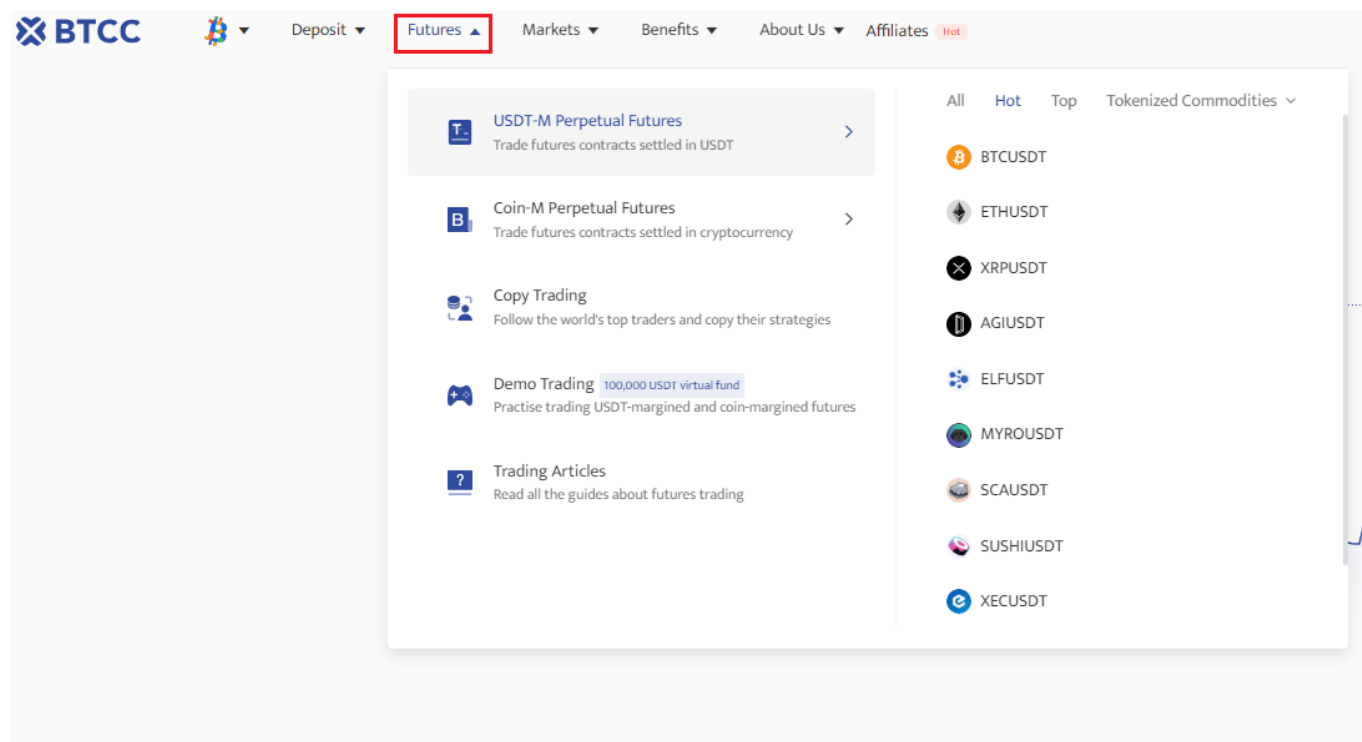 BTCC
Deposit
Futures
Markets
Benefits
About Us
Affiliates
Hot
USDT-M Perpetual Futures
Trade futures contracts settled in USDT
Coin-M Perpetual Futures
Trade futures contracts settled in cryptocurrency
Copy Trading
Follow the world's top traders and copy their strategies
Demo Trading 100,000 USDT virtual fund
Practise trading USDT-margined and coin-margined futures
Trading Articles
Read all the guides about futures trading
All Hot Top Tokenized Commodities
BTCUSDT
ETHUSDT
XRPUSDT
AGIUSDT
ELFUSDT
MYROUSDT
SCAUSDT
SUSHIUSDT
XECUSDT